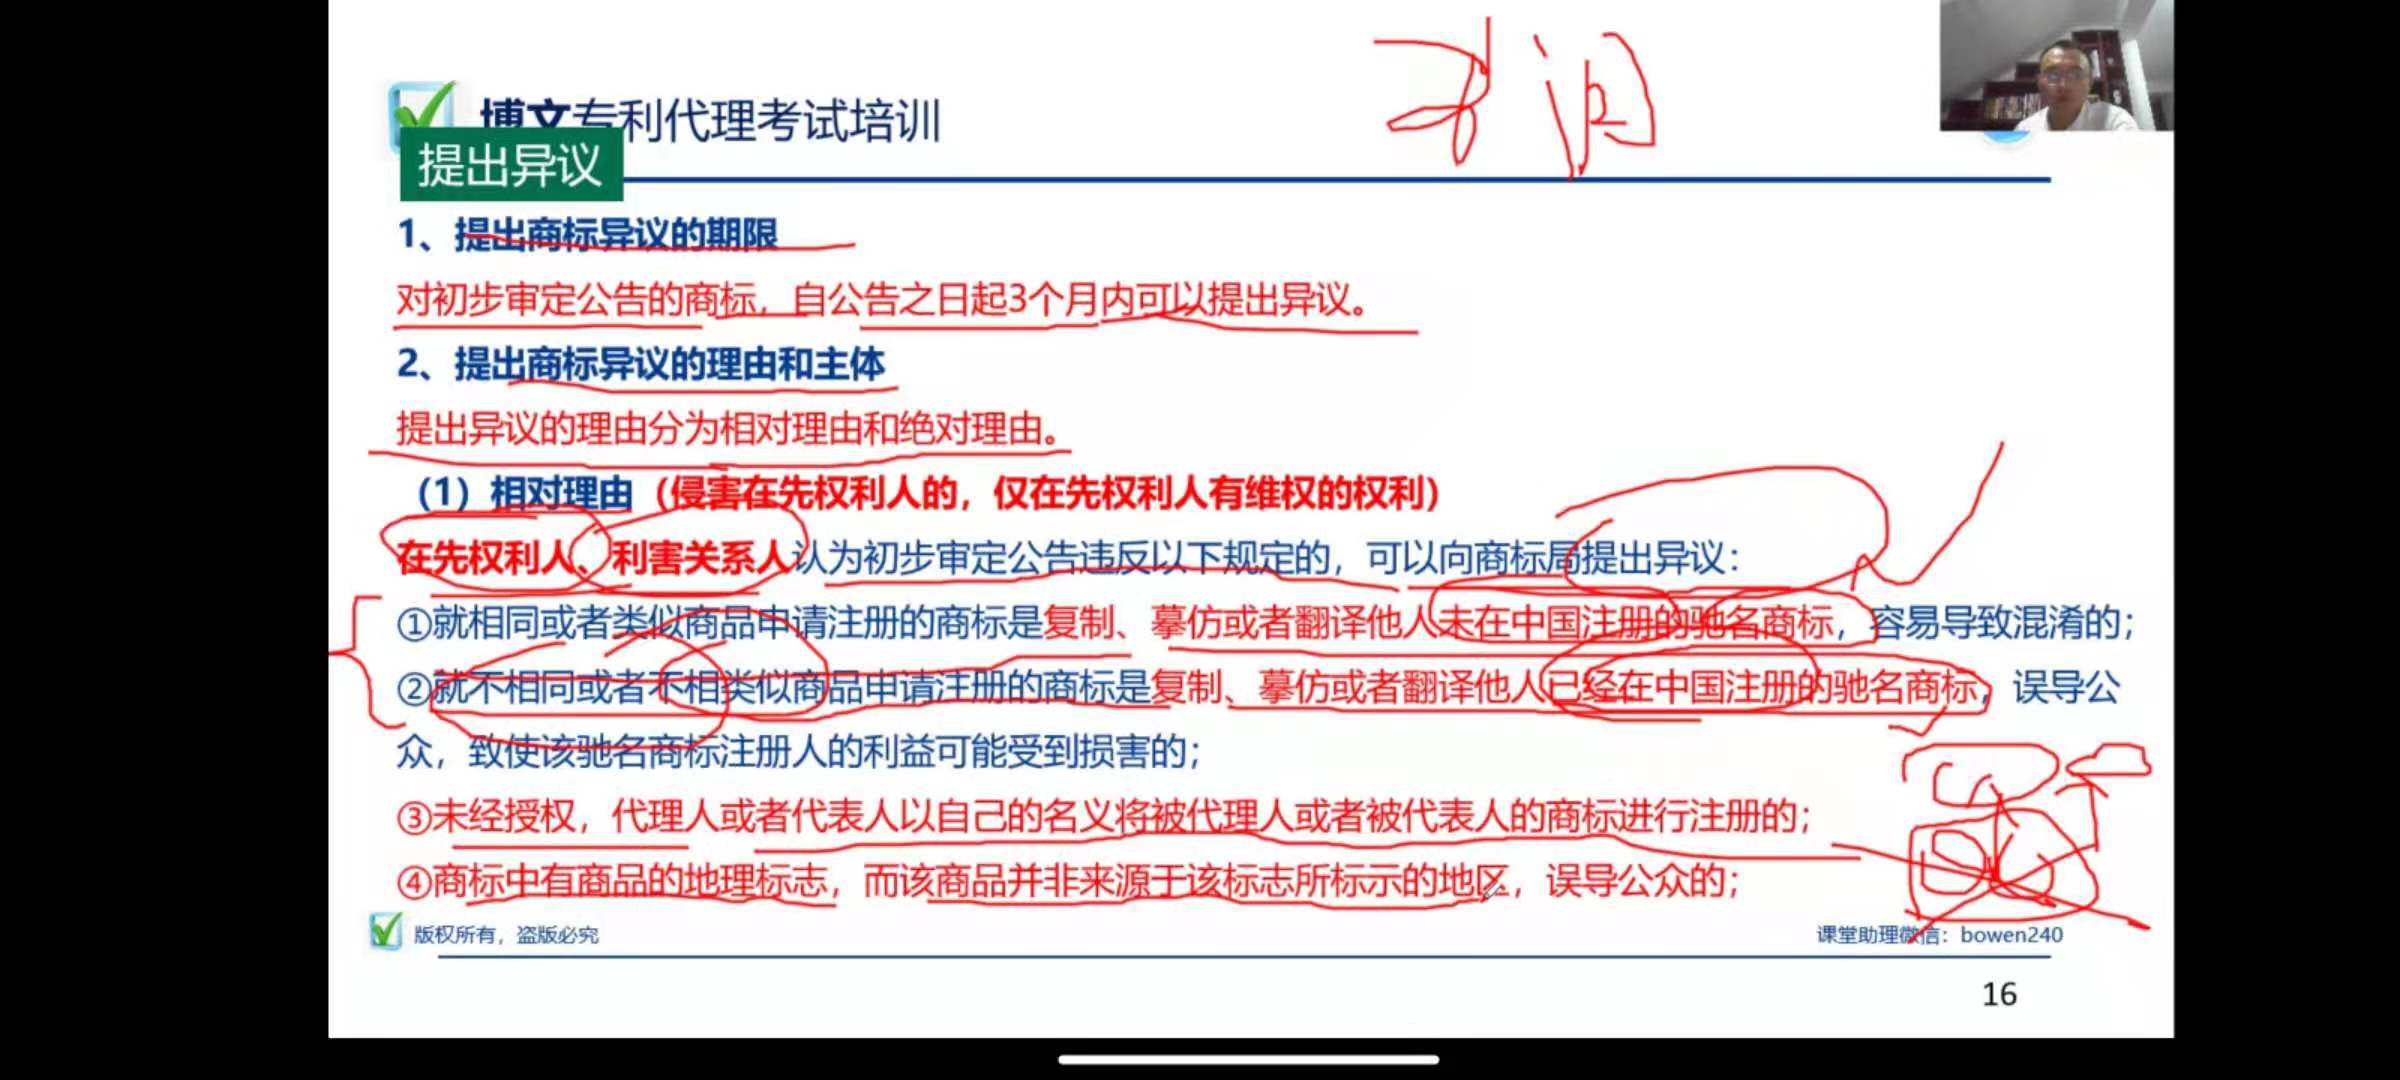 博文专利代理考试培训
提出异议
1、提出商标异议的期限
对初步审定公告的商标，自公告之日起3个月内可以提出异议。
2、提出商标异议的理由和主体
提出异议的理由分为相对理由和绝对理由。
（1）相对理由（侵害在先权利人的，仅在先权利人有维权的权利）
在先权利人、利害关系人认为初步审定公告违反以下规定的，可以向商标局提出异议：
①就相同或者类似商品申请注册的商标是复制、摹仿或者翻译他人未在中国注册的驰名商标，容易导致混淆的；
②就不相同或者不相类似商品申请注册的商标是复制、摹仿或者翻译他人已经在中国注册的驰名商标，误导公
众，致使该驰名商标注册人的利益可能受到损害的；
③未经授权，代理人或者代表人以自己的名义将被代理人或者被代表人的商标进行注册的；
④商标中有商品的地理标志，而该商品并非来源于该标志所标示的地区，误导公众的；
版权所有，盗版必究
课堂助理微信：bowen240
16